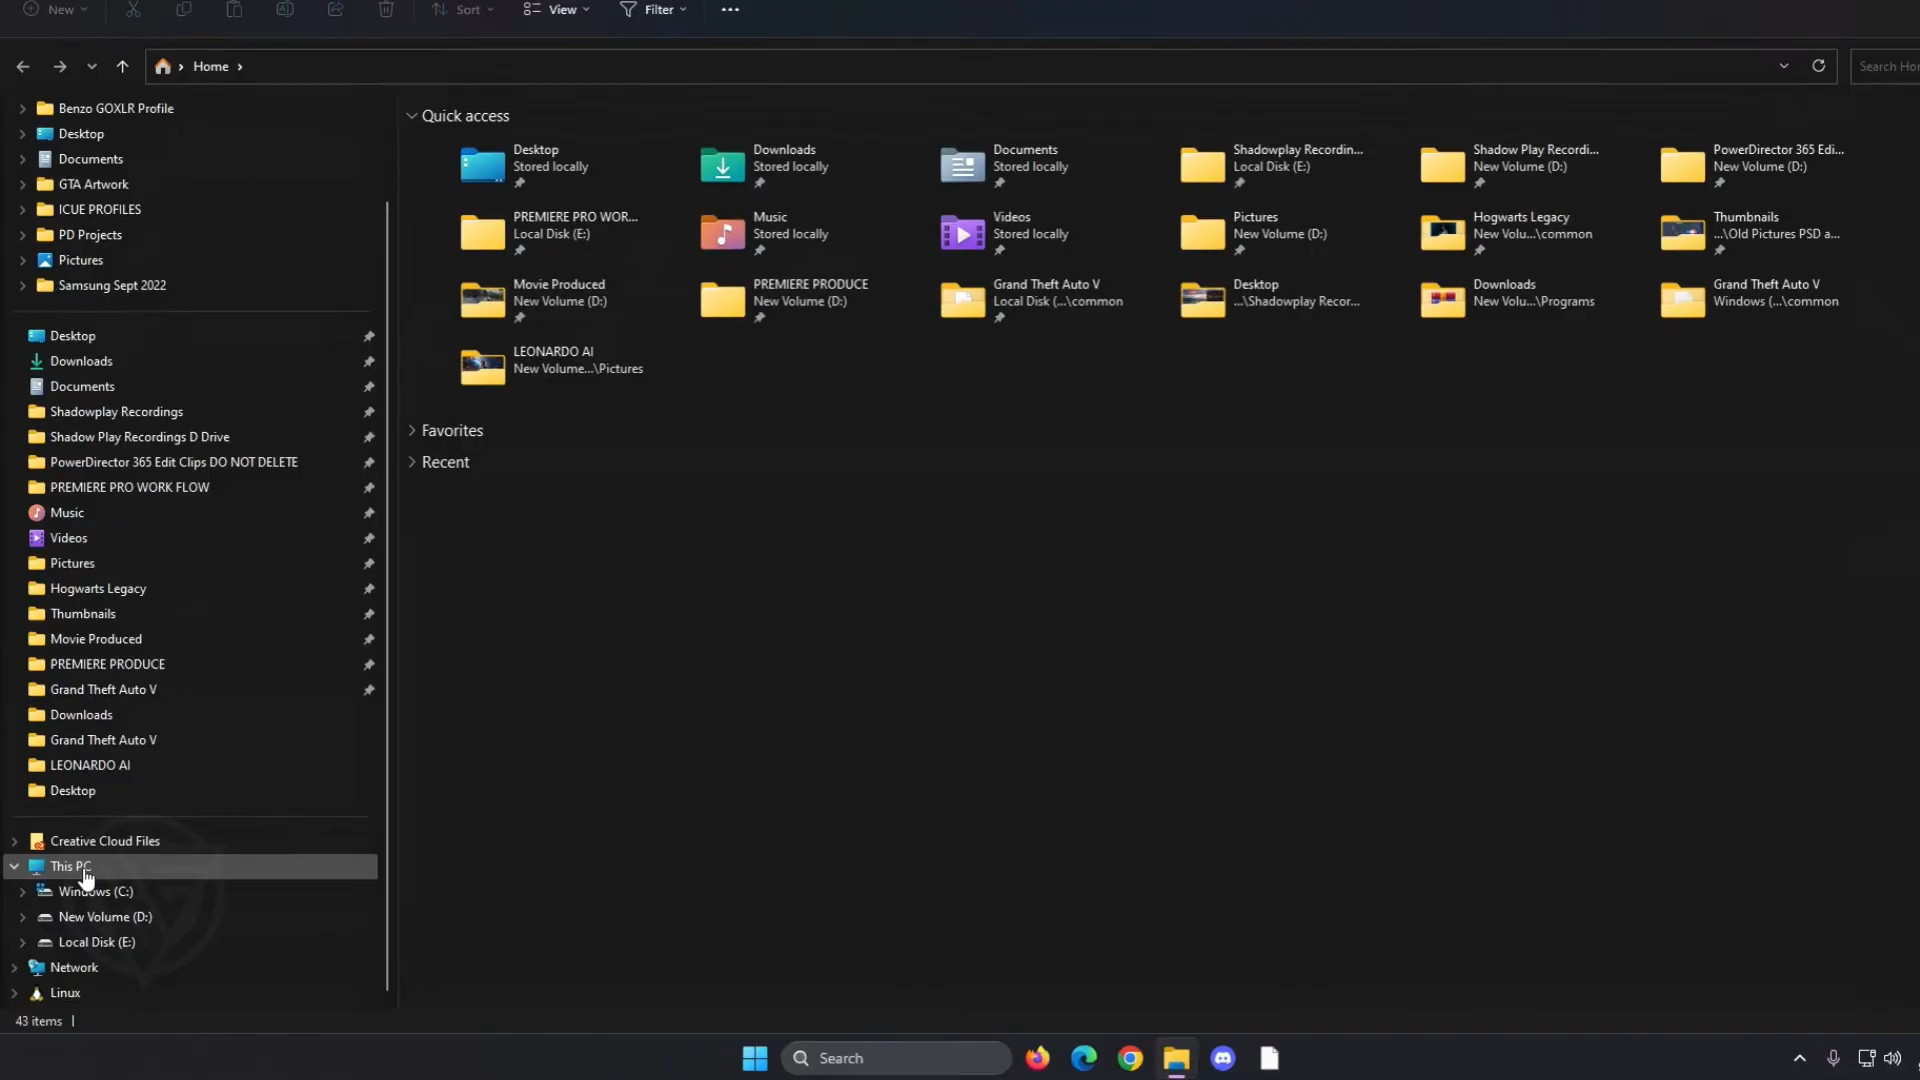 New
Sort
View
Filter
Home
Search Hor
Benzo GOXLR Profile
Desktop
Documents
GTA Artwork
ICUE PROFILES
PD Projects
Pictures
Samsung Sept 2022
Desktop
Downloads
Documents
Shadowplay Recordings
Shadow Play Recordings D Drive
PowerDirector 365 Edit Clips DO NOT DELETE
PREMIERE PRO WORK FLOW
Music
Videos
Pictures
Hogwarts Legacy
Thumbnails
Movie Produced
PREMIERE PRODUCE
Grand Theft Auto V
Downloads
Grand Theft Auto V
LEONARDO AI
Desktop
Creative Cloud Files
This PC
Windows (C:)
New Volume (D:)
Local Disk (E:)
Network
Linux
43 items
Quick access
Desktop
Stored locally
Downloads
Stored locally
Documents
Stored locally
Shadowplay Recordin...
Local Disk (E:)
Shadow Play Recordi...
New Volume (D:)
PowerDirector 365 Edi...
New Volume (D:)
PREMIERE PRO WOR...
Local Disk (E:)
Music
Stored locally
Videos
Stored locally
Pictures
New Volume (D:)
Hogwarts Legacy
New Volu...\common
Thumbnails
...\Old Pictures PSD a...
Movie Produced
New Volume (D:)
PREMIERE PRODUCE
New Volume (D:)
Grand Theft Auto V
Local Disk (...\common
Desktop
...\Shadowplay Recor...
Downloads
New Volu...\Programs
Grand Theft Auto V
Windows (...\common
LEONARDO AI
New Volume...\Pictures
Favorites
Recent
Search